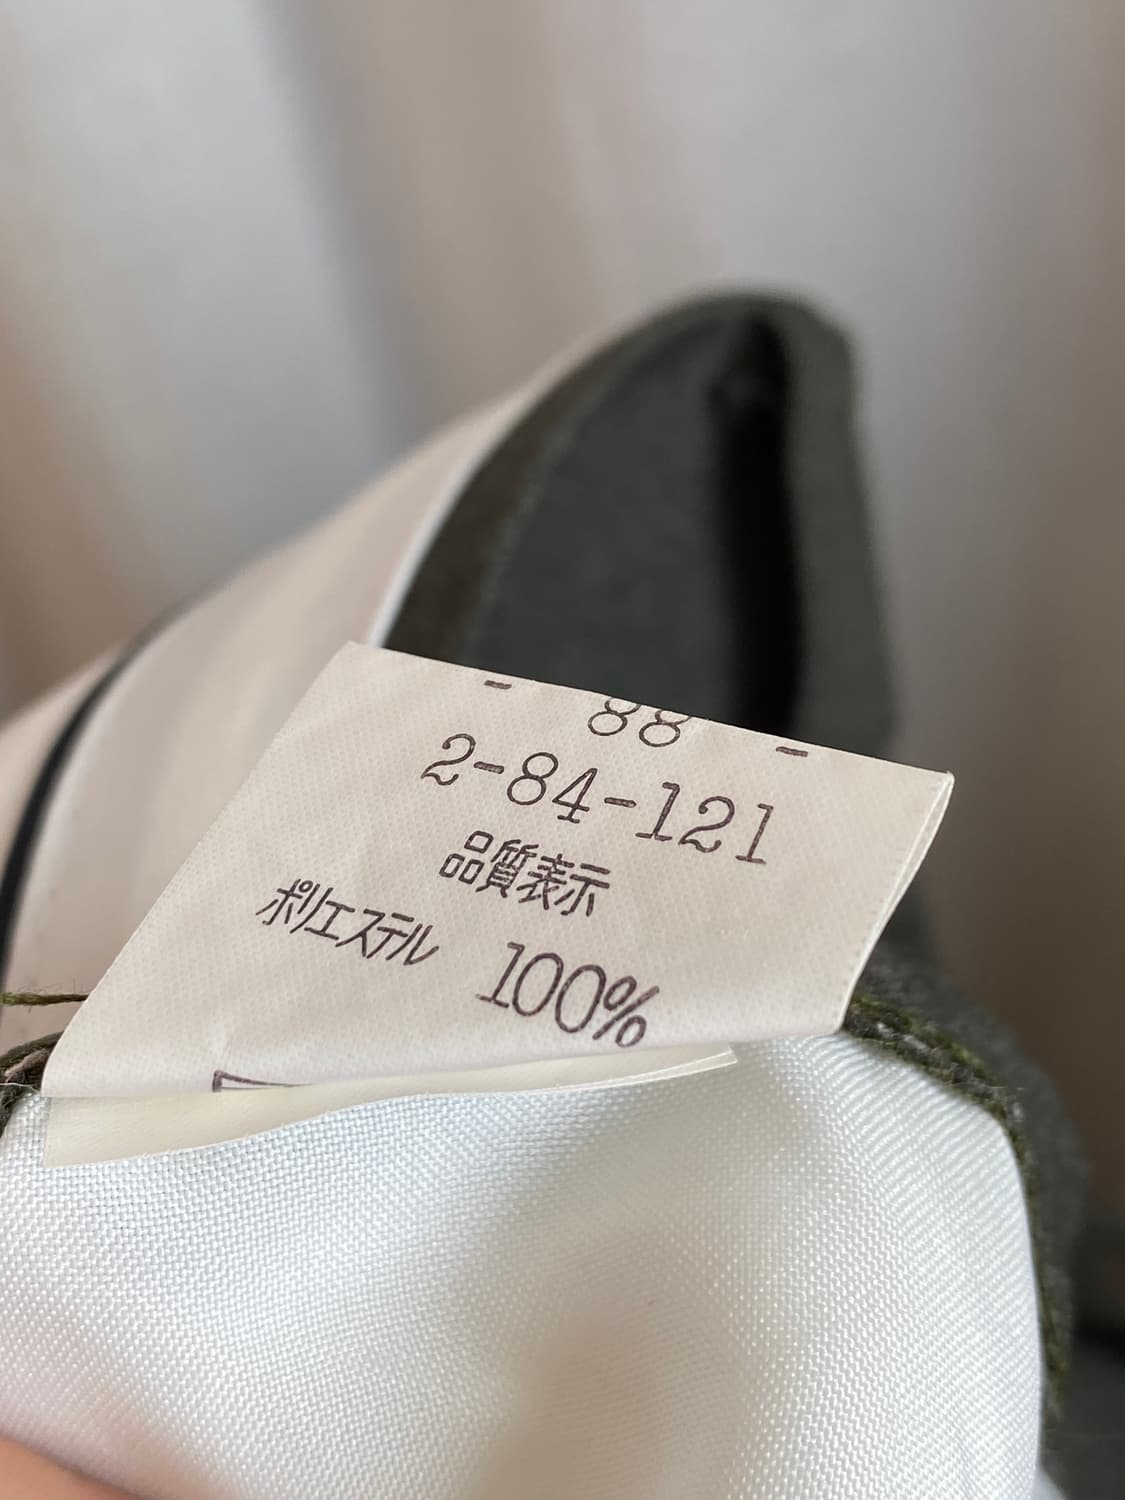 - 88 -
2-84-121
品質表示
ポリエステル 100%